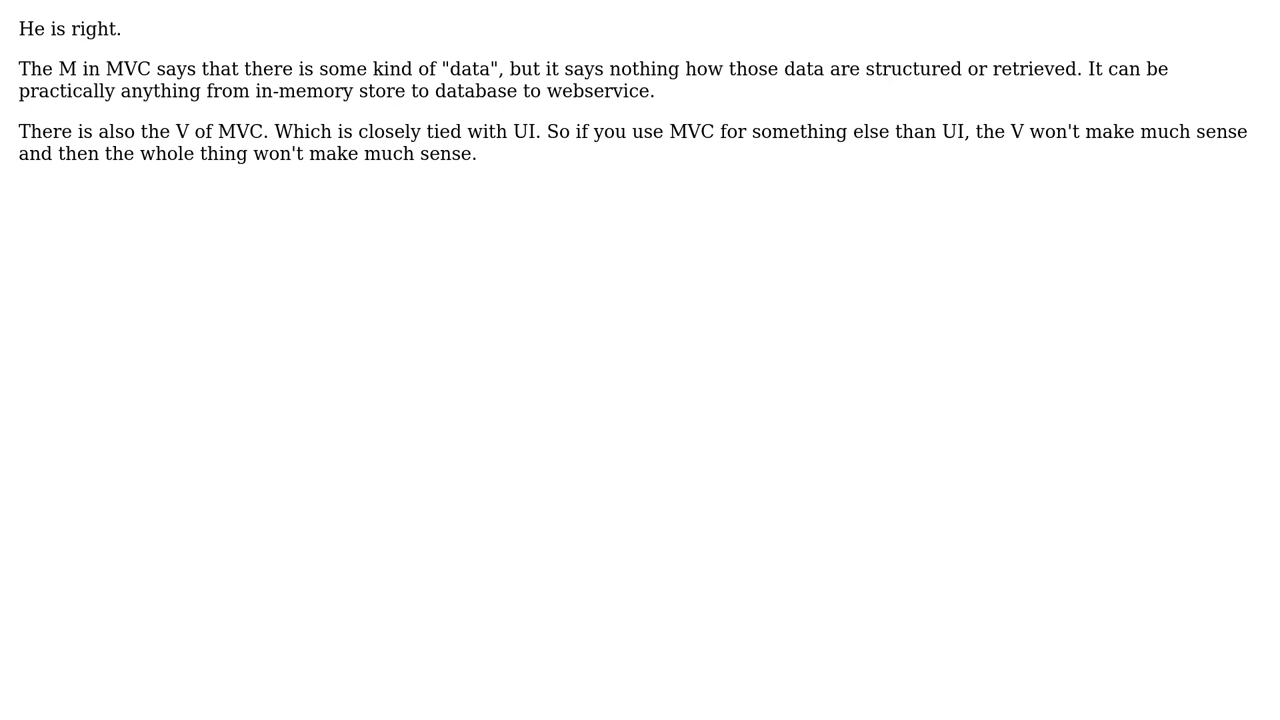 He is right.
The M in MVC says that there is some kind of "data", but it says nothing how those data are structured or retrieved. It can be
practically anything from in-memory store to database to webservice.
There is also the V of MVC. Which is closely tied with UI. So if you use MVC for something else than UI, the V won't make much sense
and then the whole thing won't make much sense.